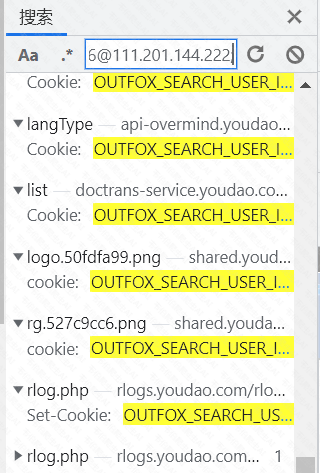 搜索
Aa .* 6@111.201.144.222
Cookie: OUTFOX_SEARCH_USER_I...
langType — api-overmind.youdao...
Cookie: OUTFOX_SEARCH_USER_I...
list — doctrans-service.youdao.co...
Cookie: OUTFOX_SEARCH_USER_I...
logo.50fdfa99.png — shared.youd...
cookie: OUTFOX_SEARCH_USER_I...
rg.527c9cc6.png — shared.youda...
cookie: OUTFOX_SEARCH_USER_I...
rlog.php — rlogs.youdao.com/rlo...
Set-Cookie: OUTFOX_SEARCH_US...
rlog.php — rlogs.youdao.com... 1